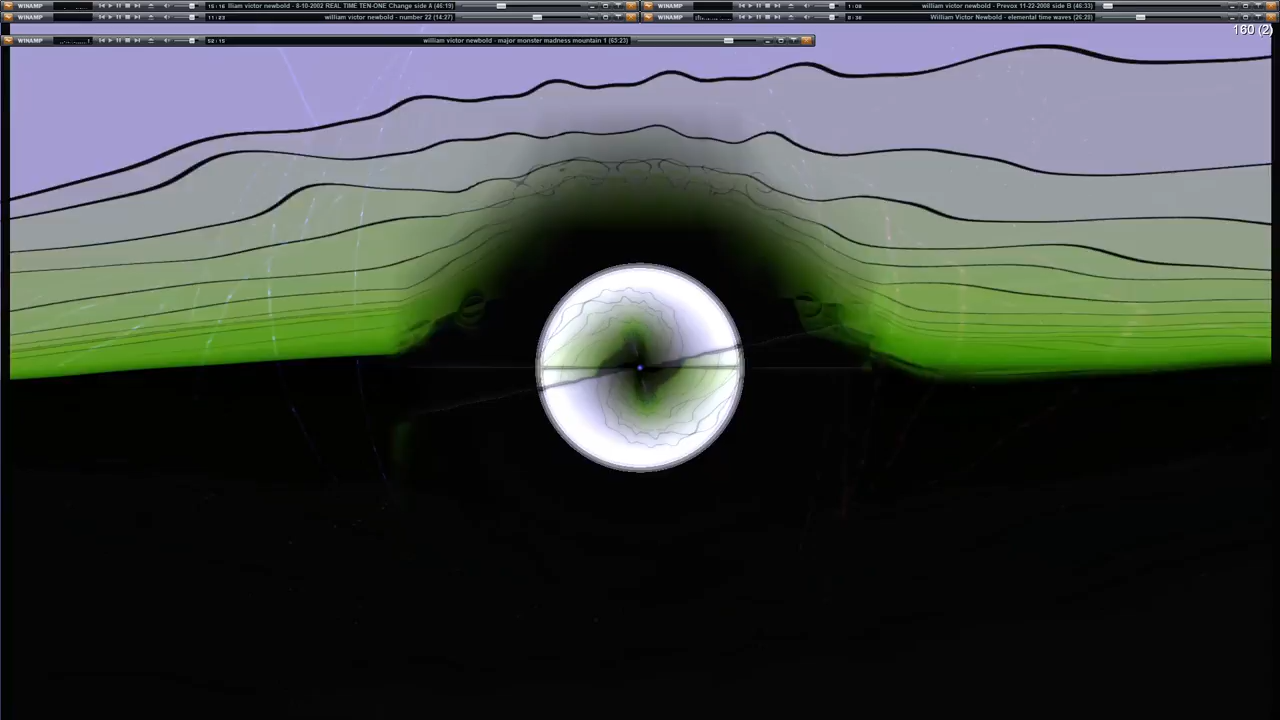 WINAMP 15:16 lliam victor newbold - 8-10-2002 REAL TIME TEN-ONE Change side A (46:19)
WINAMP 1:08 william victor newbold - Prevox 11-22-2008 side B (46:33)
WINAMP 11:23 william victor newbold - number 22 (14:27)
WINAMP 8:36 William Victor Newbold - elemental time waves (26:28)
160 (2)
WINAMP 52:15 william victor newbold - major monster madness mountain 1 (65:23)